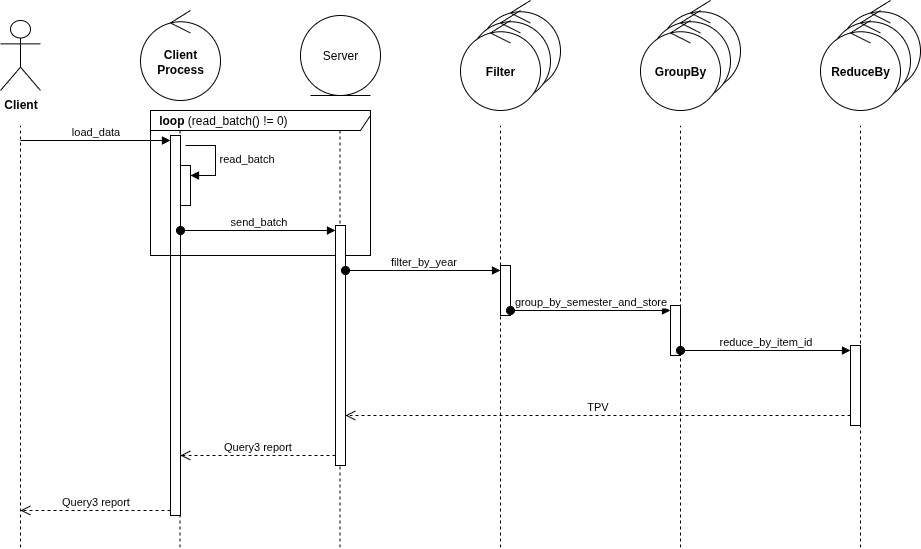 Client
Client
Process
Server
Filter
GroupBy
ReduceBy
loop (read_batch() != 0)
load_data
read_batch
send_batch
filter_by_year
group_by_semester_and_store
reduce_by_item_id
TPV
Query3 report
Query3 report